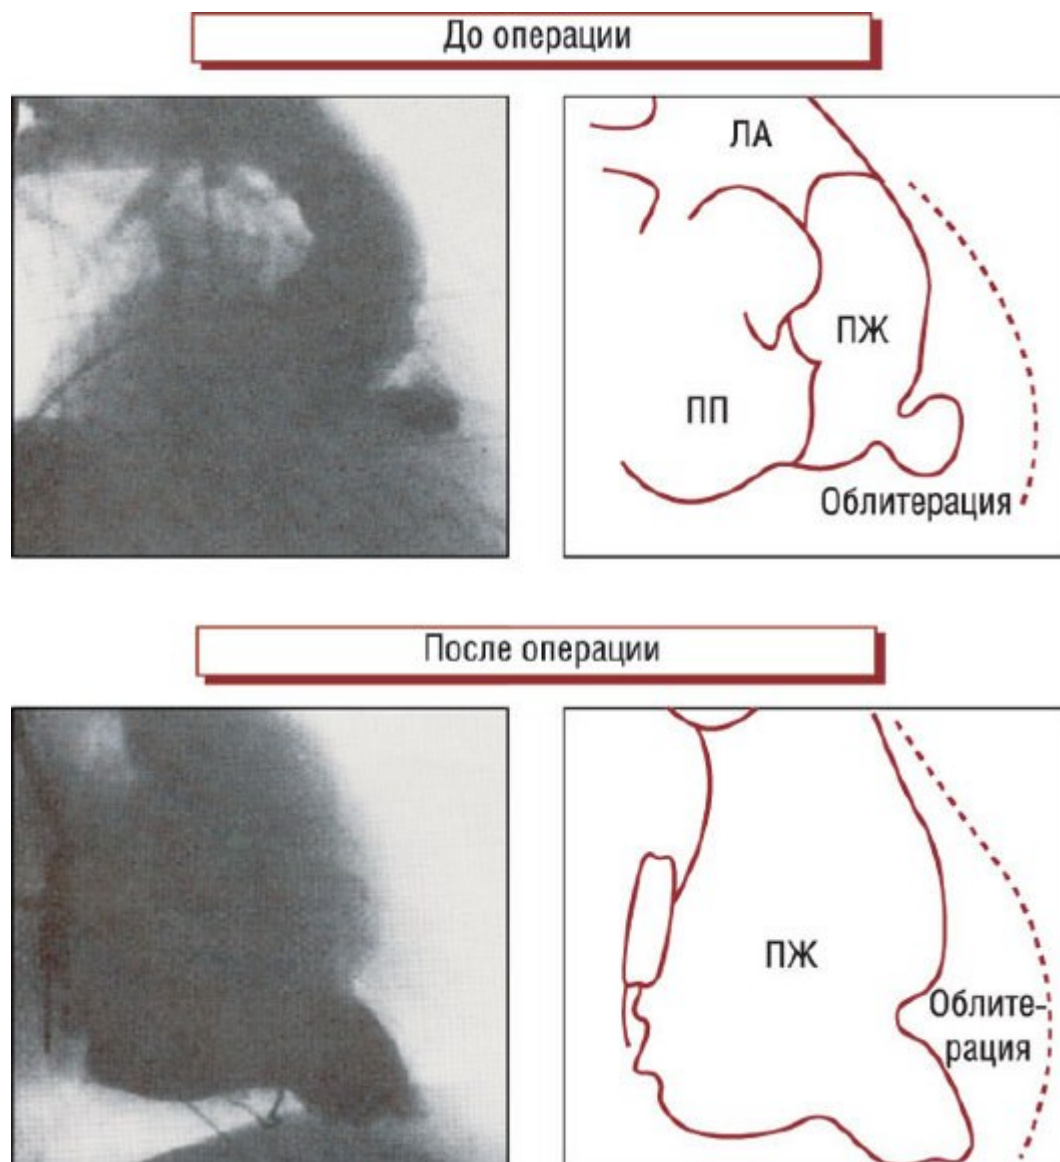 До операции
ЛА
ПЖ
ПП
Облитерация
После операции
ПЖ
Облите-
рация